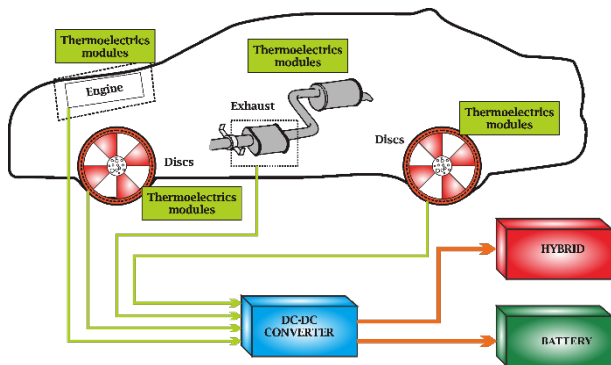 Thermoelectrics
modules
Engine
Thermoelectrics
modules
Exhaust
Thermoelectrics
modules
Discs
Discs
Thermoelectrics
modules
HYBRID
DC-DC
CONVERTER
BATTERY